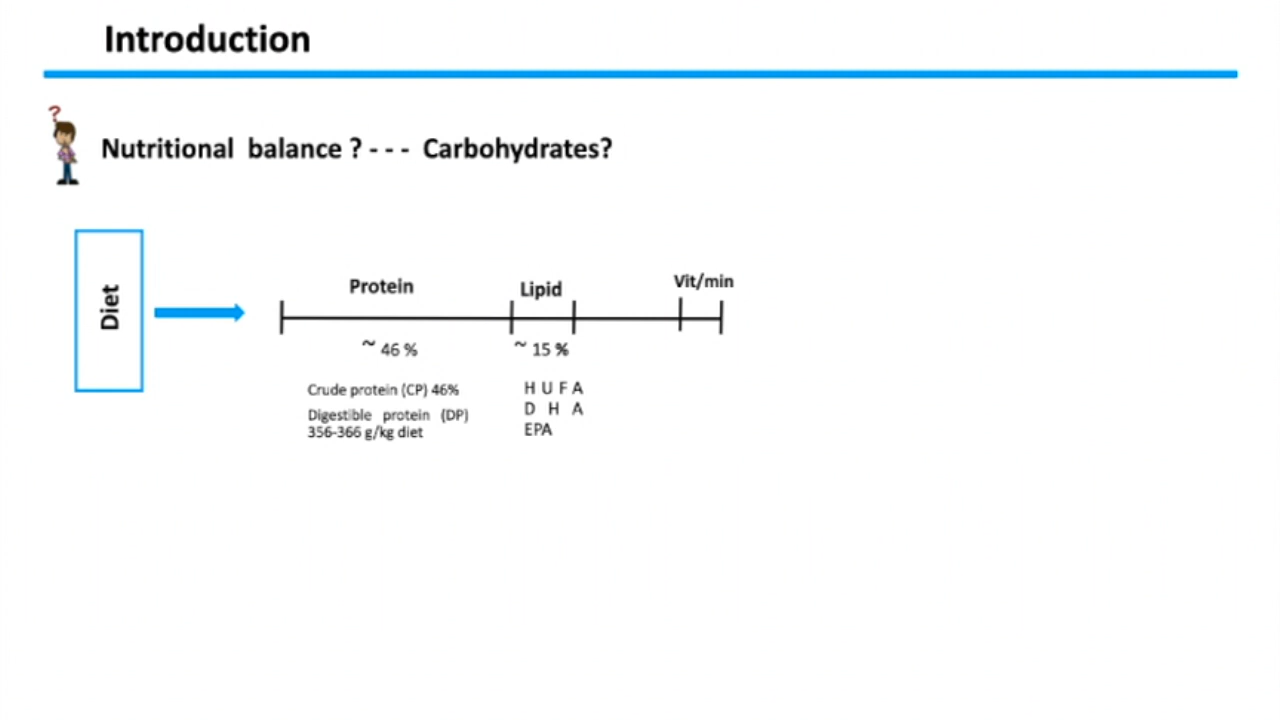 Introduction
?
Nutritional balance ? - - - Carbohydrates?
Diet
Protein
Lipid
Vit/min
~ 46 %
~ 15 %
Crude protein (CP) 46%
Digestible protein (DP)
356-366 g/kg diet
H U F A
D H A
EPA